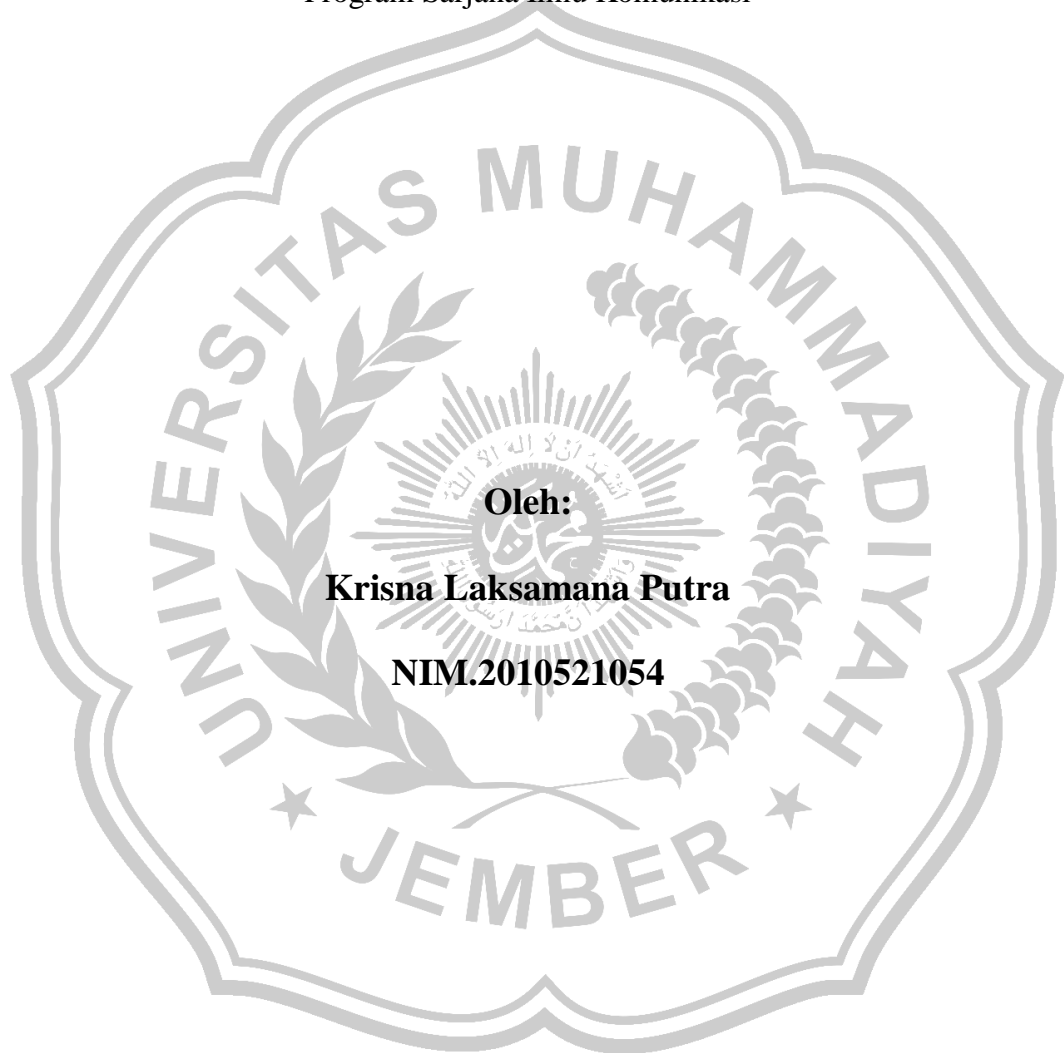 Program Sarjana Ilmu Komunikasi
UNIVERSITAS MUHAMMADIYAH
Oleh:
Krisna Laksamana Putra
NIM.2010521054
JEMBER